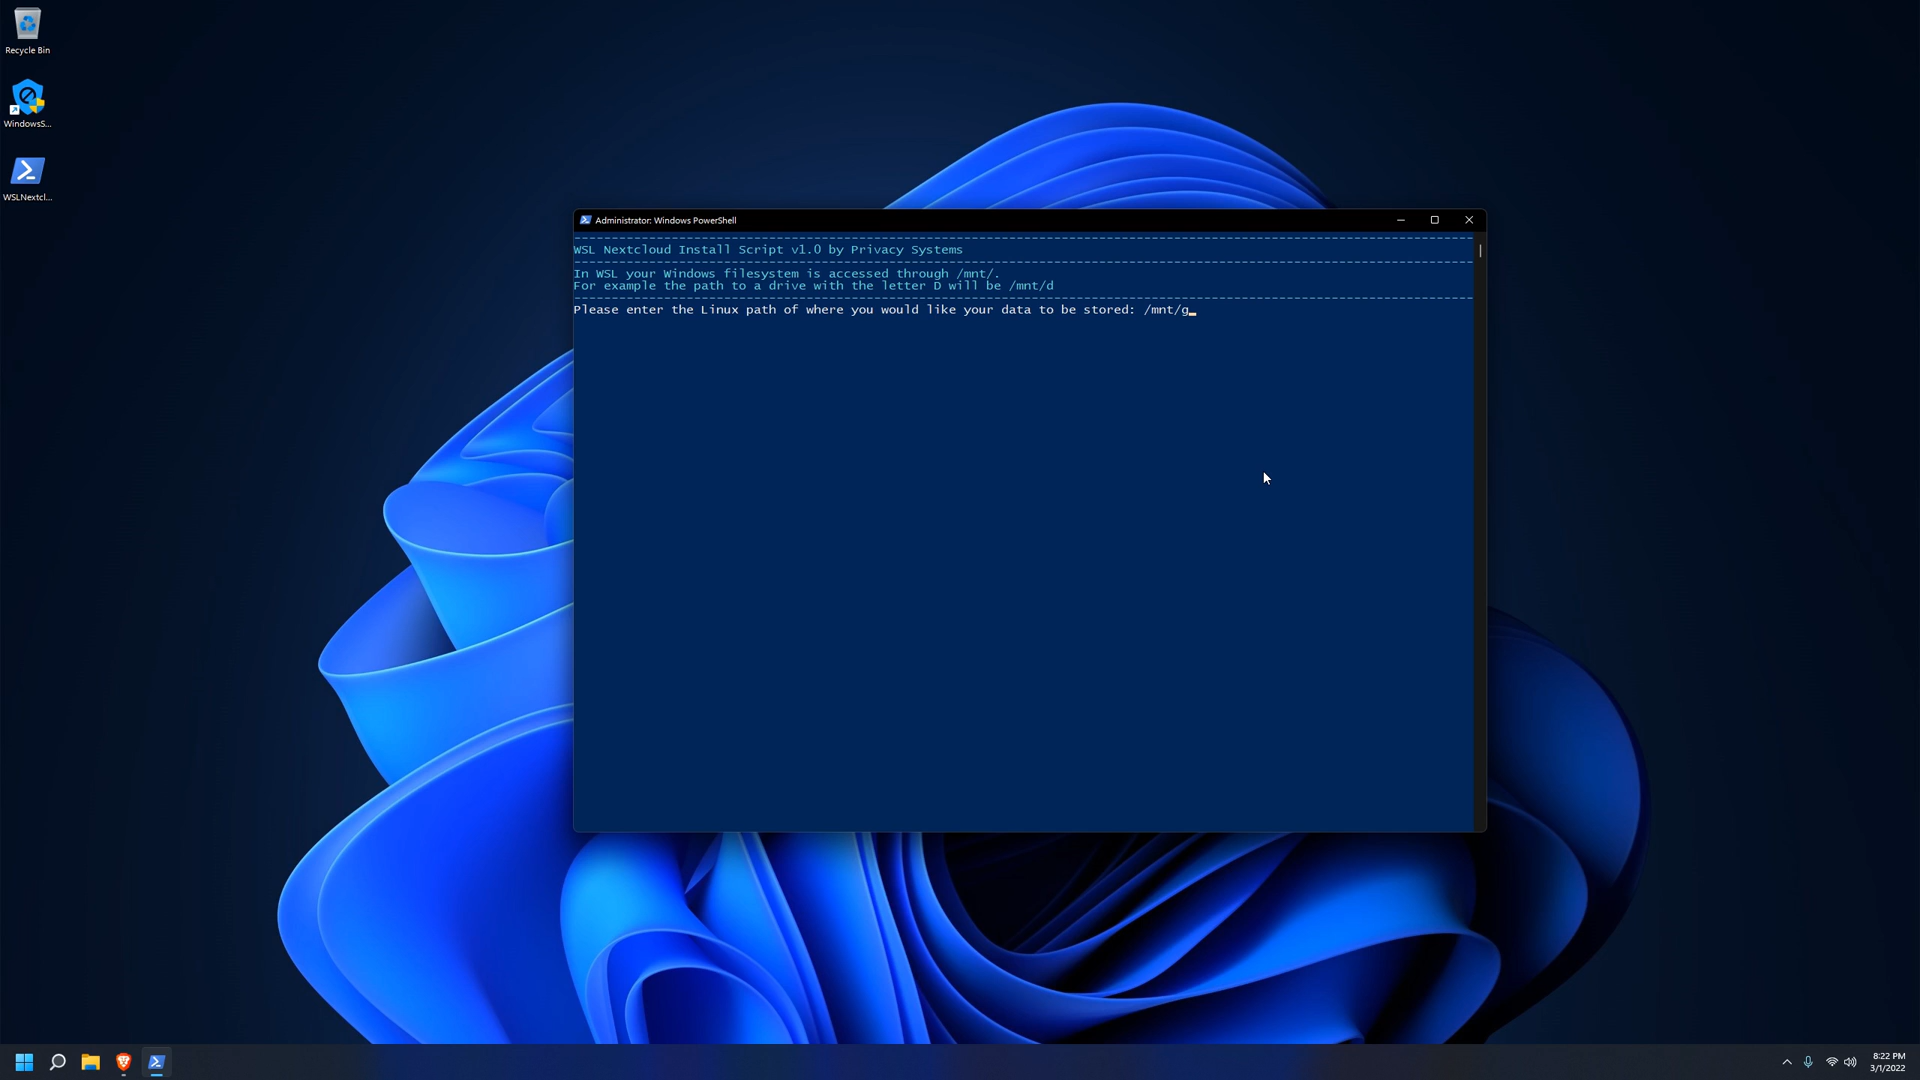 Recycle Bin
WindowsS...
WSLNextcl...
Administrator: Windows PowerShell
WSL Nextcloud Install Script v1.0 by Privacy Systems
In WSL your Windows filesystem is accessed through /mnt/.
For example the path to a drive with the letter D will be /mnt/d
Please enter the Linux path of where you would like your data to be stored: /mnt/g_
8:22 PM
3/1/2022